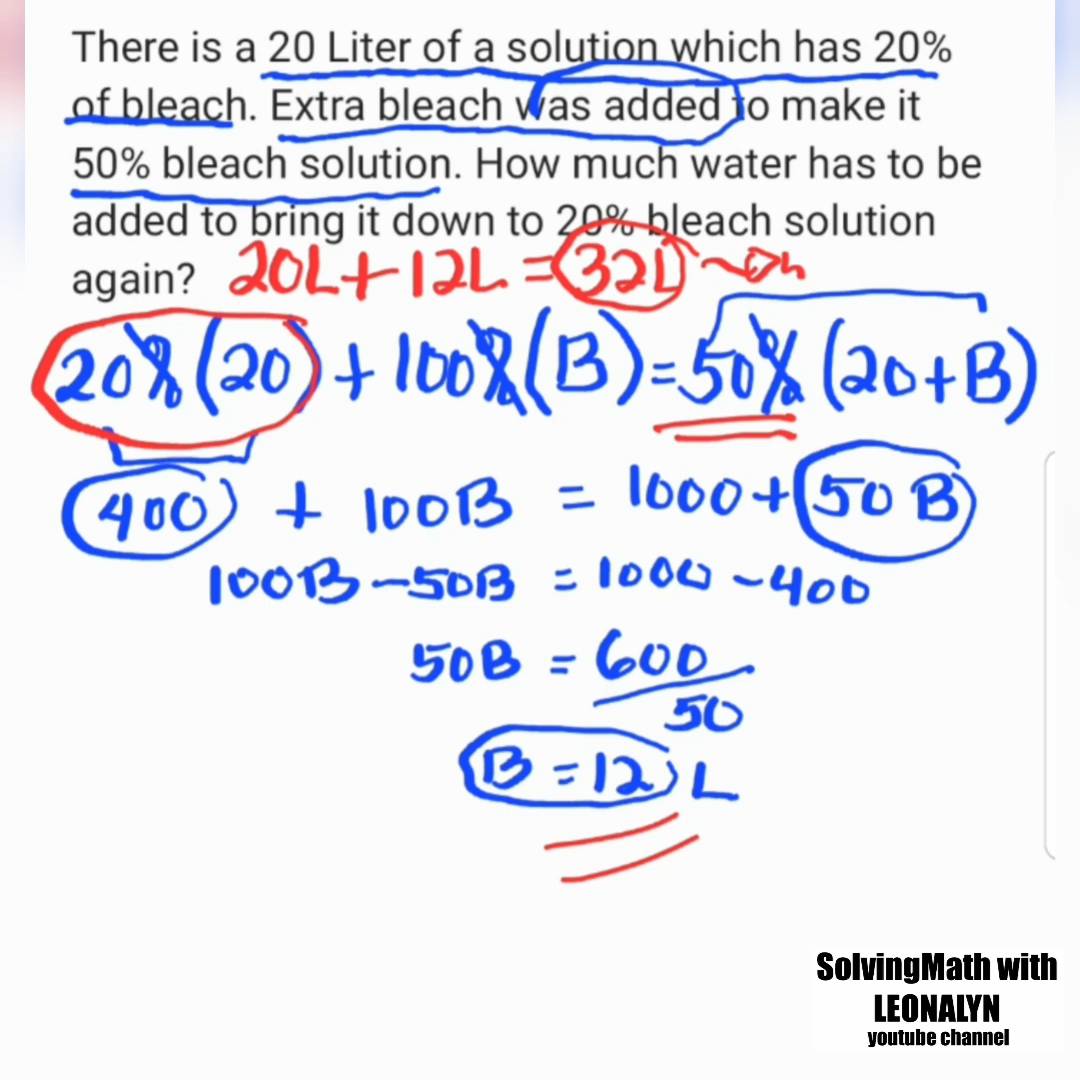 There is a 20 Liter of a solution which has 20%
of bleach. Extra bleach was added to make it
50% bleach solution. How much water has to be
added to bring it down to 20% bleach solution
again? 20L + 12L = 32L
20% (20) + 100% (B) = 50% (20+B)
400 + 100B = 1000 + 50B
100B - 50B = 1000 - 400
50B = 600
50
B = 12 L
SolvingMath with
LEONALYN
youtube channel